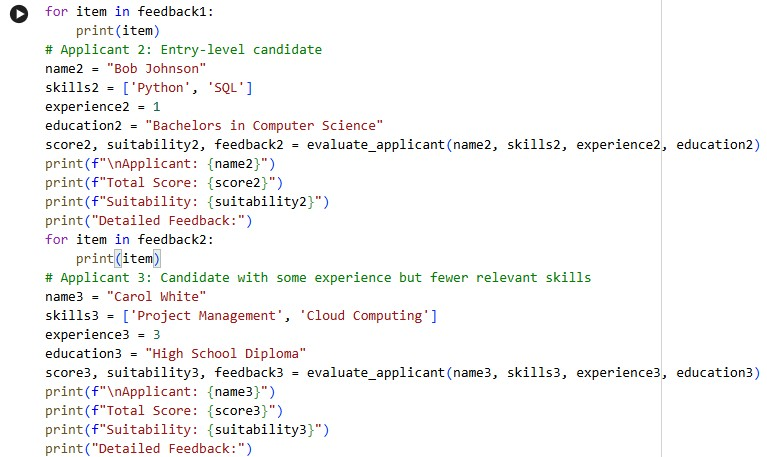 for item in feedback1:
    print(item)
# Applicant 2: Entry-level candidate
name2 = "Bob Johnson"
skills2 = ['Python', 'SQL']
experience2 = 1
education2 = "Bachelors in Computer Science"
score2, suitability2, feedback2 = evaluate_applicant(name2, skills2, experience2, education2)
print(f"\nApplicant: {name2}")
print(f"Total Score: {score2}")
print(f"Suitability: {suitability2}")
print("Detailed Feedback:")
for item in feedback2:
    print(item)
# Applicant 3: Candidate with some experience but fewer relevant skills
name3 = "Carol White"
skills3 = ['Project Management', 'Cloud Computing']
experience3 = 3
education3 = "High School Diploma"
score3, suitability3, feedback3 = evaluate_applicant(name3, skills3, experience3, education3)
print(f"\nApplicant: {name3}")
print(f"Total Score: {score3}")
print(f"Suitability: {suitability3}")
print("Detailed Feedback:")